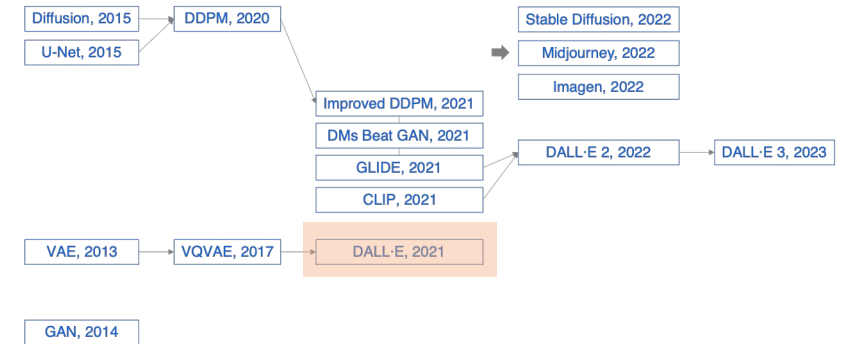 Diffusion, 2015
DDPM, 2020
Stable Diffusion, 2022
U-Net, 2015
Midjourney, 2022
Imagen, 2022
Improved DDPM, 2021
DMs Beat GAN, 2021
GLIDE, 2021
DALL·E 2, 2022
DALL·E 3, 2023
CLIP, 2021
VAE, 2013
VQVAE, 2017
DALL·E, 2021
GAN, 2014